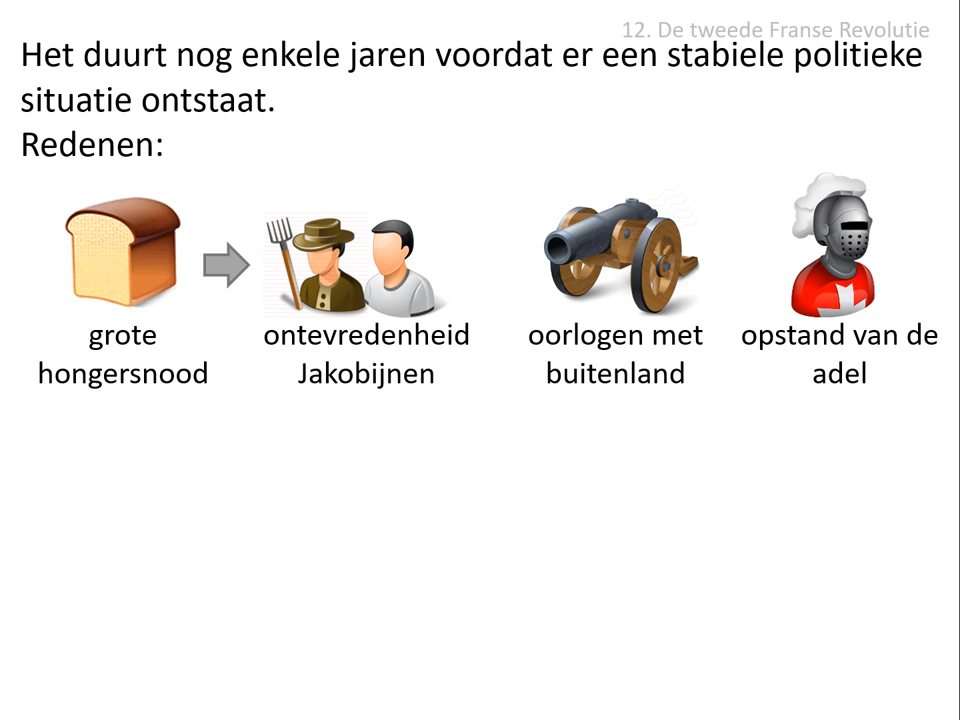 12. De tweede Franse Revolutie
Het duurt nog enkele jaren voordat er een stabiele politieke
situatie ontstaat.
Redenen:
grote
hongersnood
ontevredenheid
Jakobijnen
oorlogen met
buitenland
opstand van de
adel